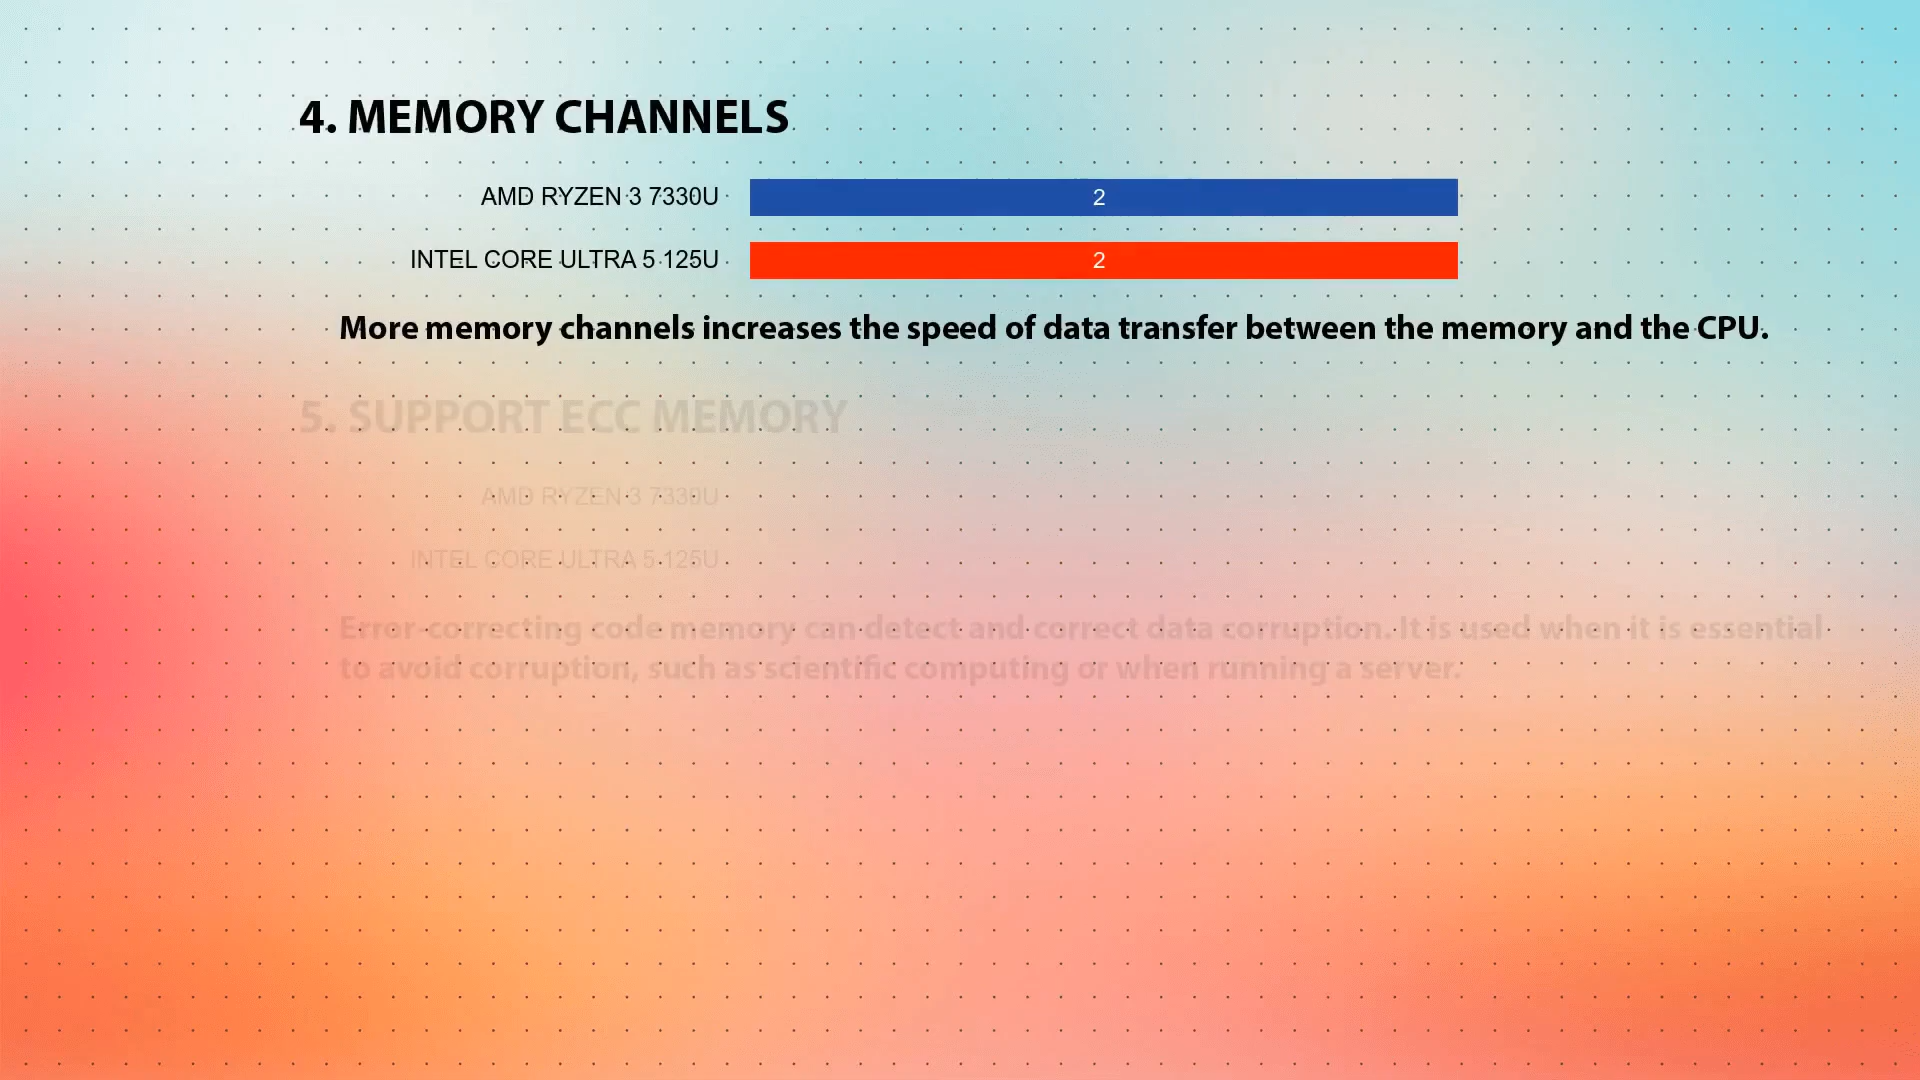 4. MEMORY CHANNELS
AMD RYZEN 3 7330U
2
INTEL CORE ULTRA 5 125U
2
More memory channels increases the speed of data transfer between the memory and the CPU.
5. SUPPORT ECC MEMORY
AMD RYZEN 3 7330U
INTEL CORE ULTRA 5 125U
Error-correcting code memory can detect and correct data corruption. It is used when it is essential
to avoid corruption, such as scientific computing or when running a server.